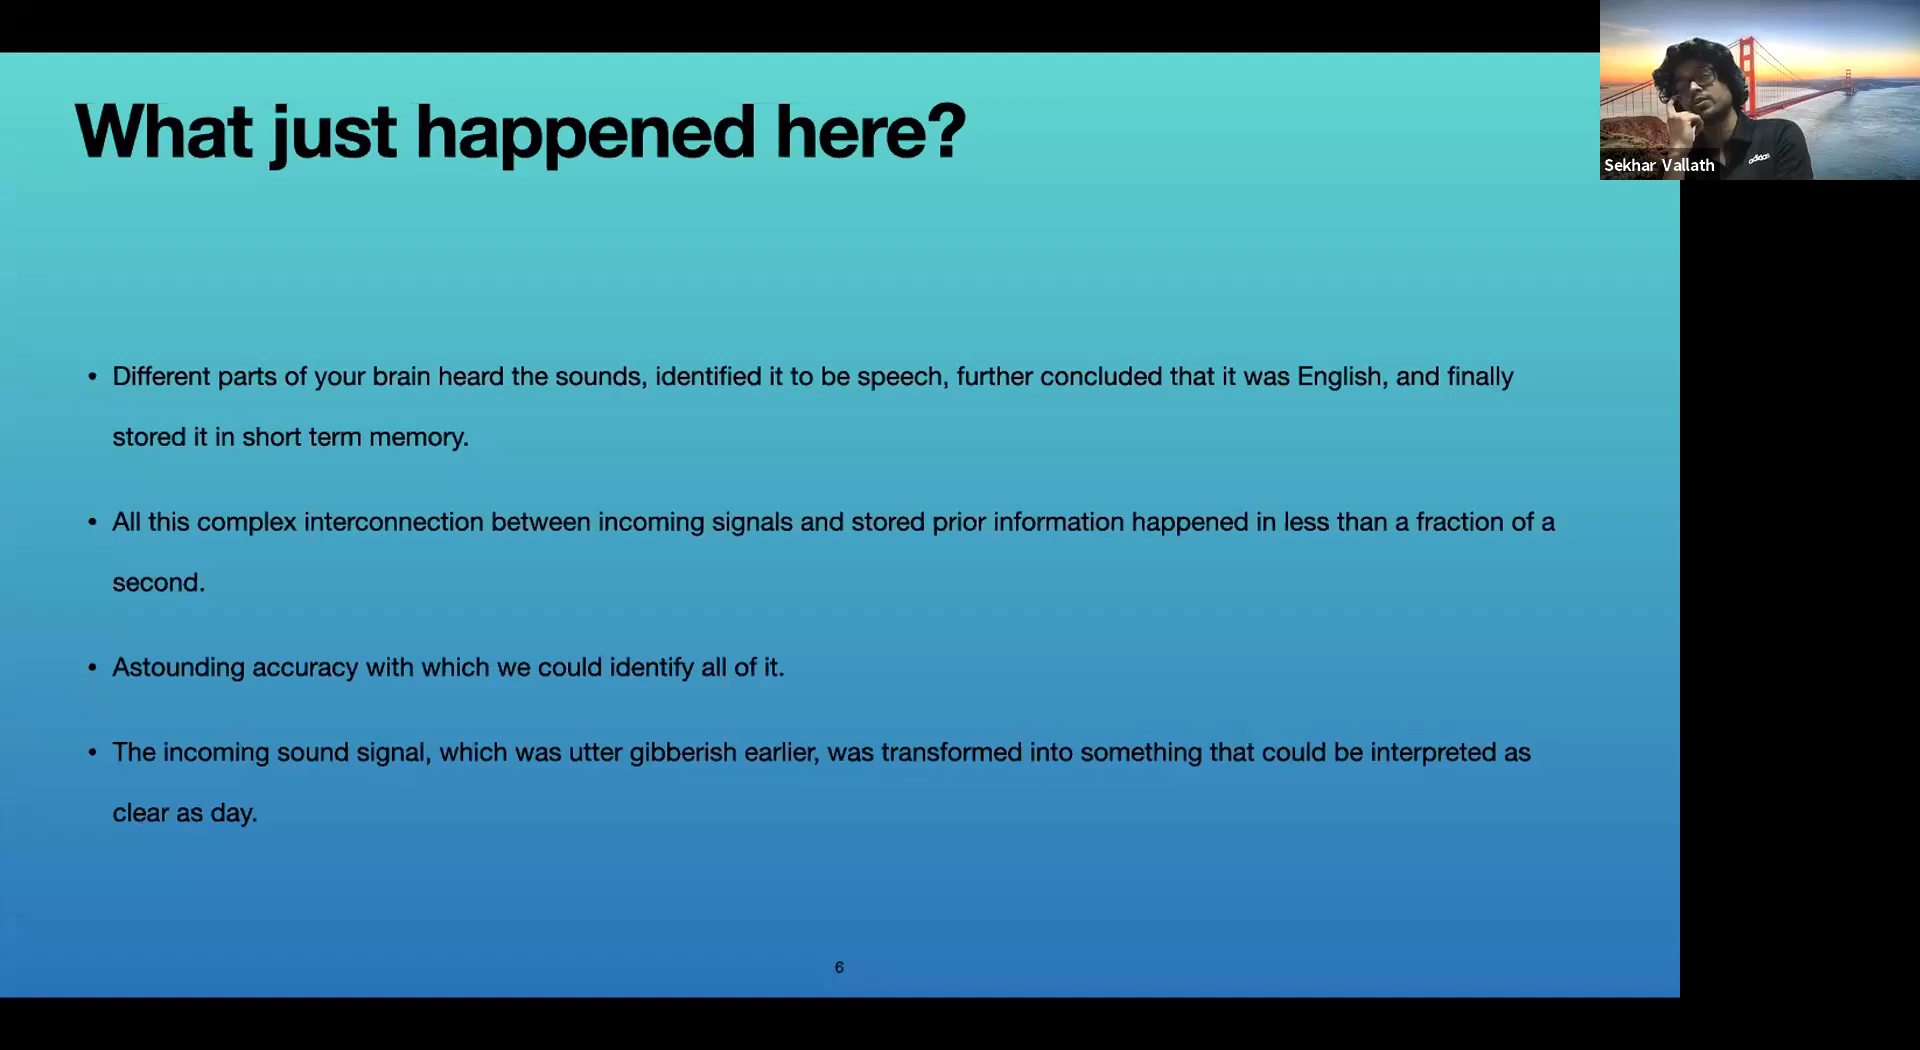 What just happened here?
Sekhar Vallath
adidas
• Different parts of your brain heard the sounds, identified it to be speech, further concluded that it was English, and finally
stored it in short term memory.
• All this complex interconnection between incoming signals and stored prior information happened in less than a fraction of a
second.
• Astounding accuracy with which we could identify all of it.
• The incoming sound signal, which was utter gibberish earlier, was transformed into something that could be interpreted as
clear as day.
6